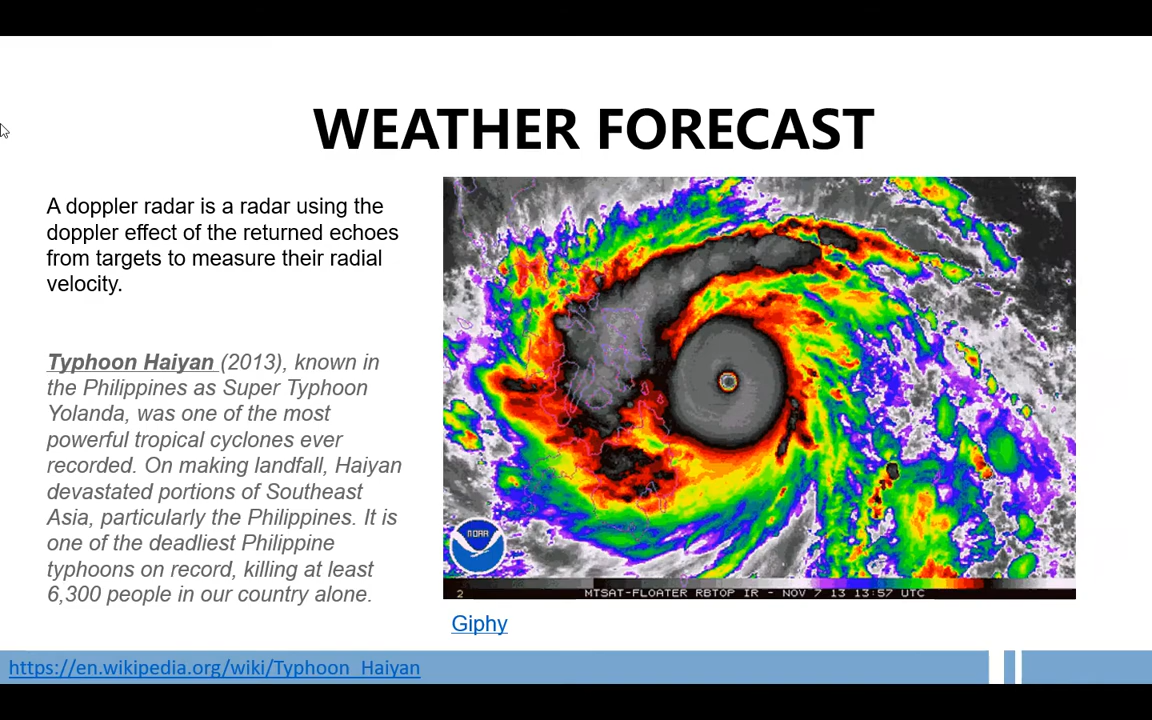 WEATHER FORECAST
A doppler radar is a radar using the
doppler effect of the returned echoes
from targets to measure their radial
velocity.
Typhoon Haiyan (2013), known in
the Philippines as Super Typhoon
Yolanda, was one of the most
powerful tropical cyclones ever
recorded. On making landfall, Haiyan
devastated portions of Southeast
Asia, particularly the Philippines. It is
one of the deadliest Philippine
typhoons on record, killing at least
6,300 people in our country alone.
NOAA
2 MTSAT-FLOATER RBTOP IR - NOV 7 13 13:57 UTC
Giphy
https://en.wikipedia.org/wiki/Typhoon_Haiyan